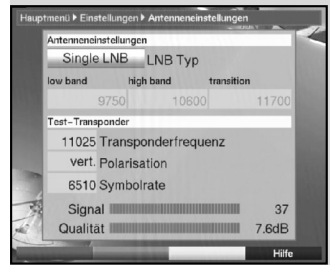 Hauptmenü ▶ Einstellungen ▶ Antenneneinstellungen
Antenneneinstellungen
Single LNB LNB Typ
low band high band transition
9750 10600 11700
Test-Transponder
11025 Transponderfrequenz
vert. Polarisation
6510 Symbolrate
Signal 37
Qualität 7.6dB
Hilfe